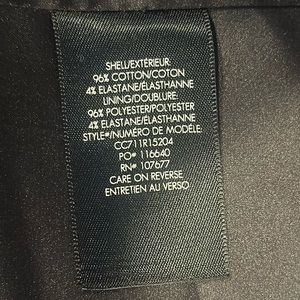 SHELL/EXTÉRIEUR:
96% COTTON/COTON
4% ELASTANE/ÉLASTHANNE
LINING/DOUBLURE:
96% POLYESTER/POLYESTER
4% ELASTANE/ÉLASTHANNE
STYLE#/NUMÉRO DE MODÈLE:
CC711R15204
PO# 116640
RN# 107677
CARE ON REVERSE
ENTRETIEN AU VERSO